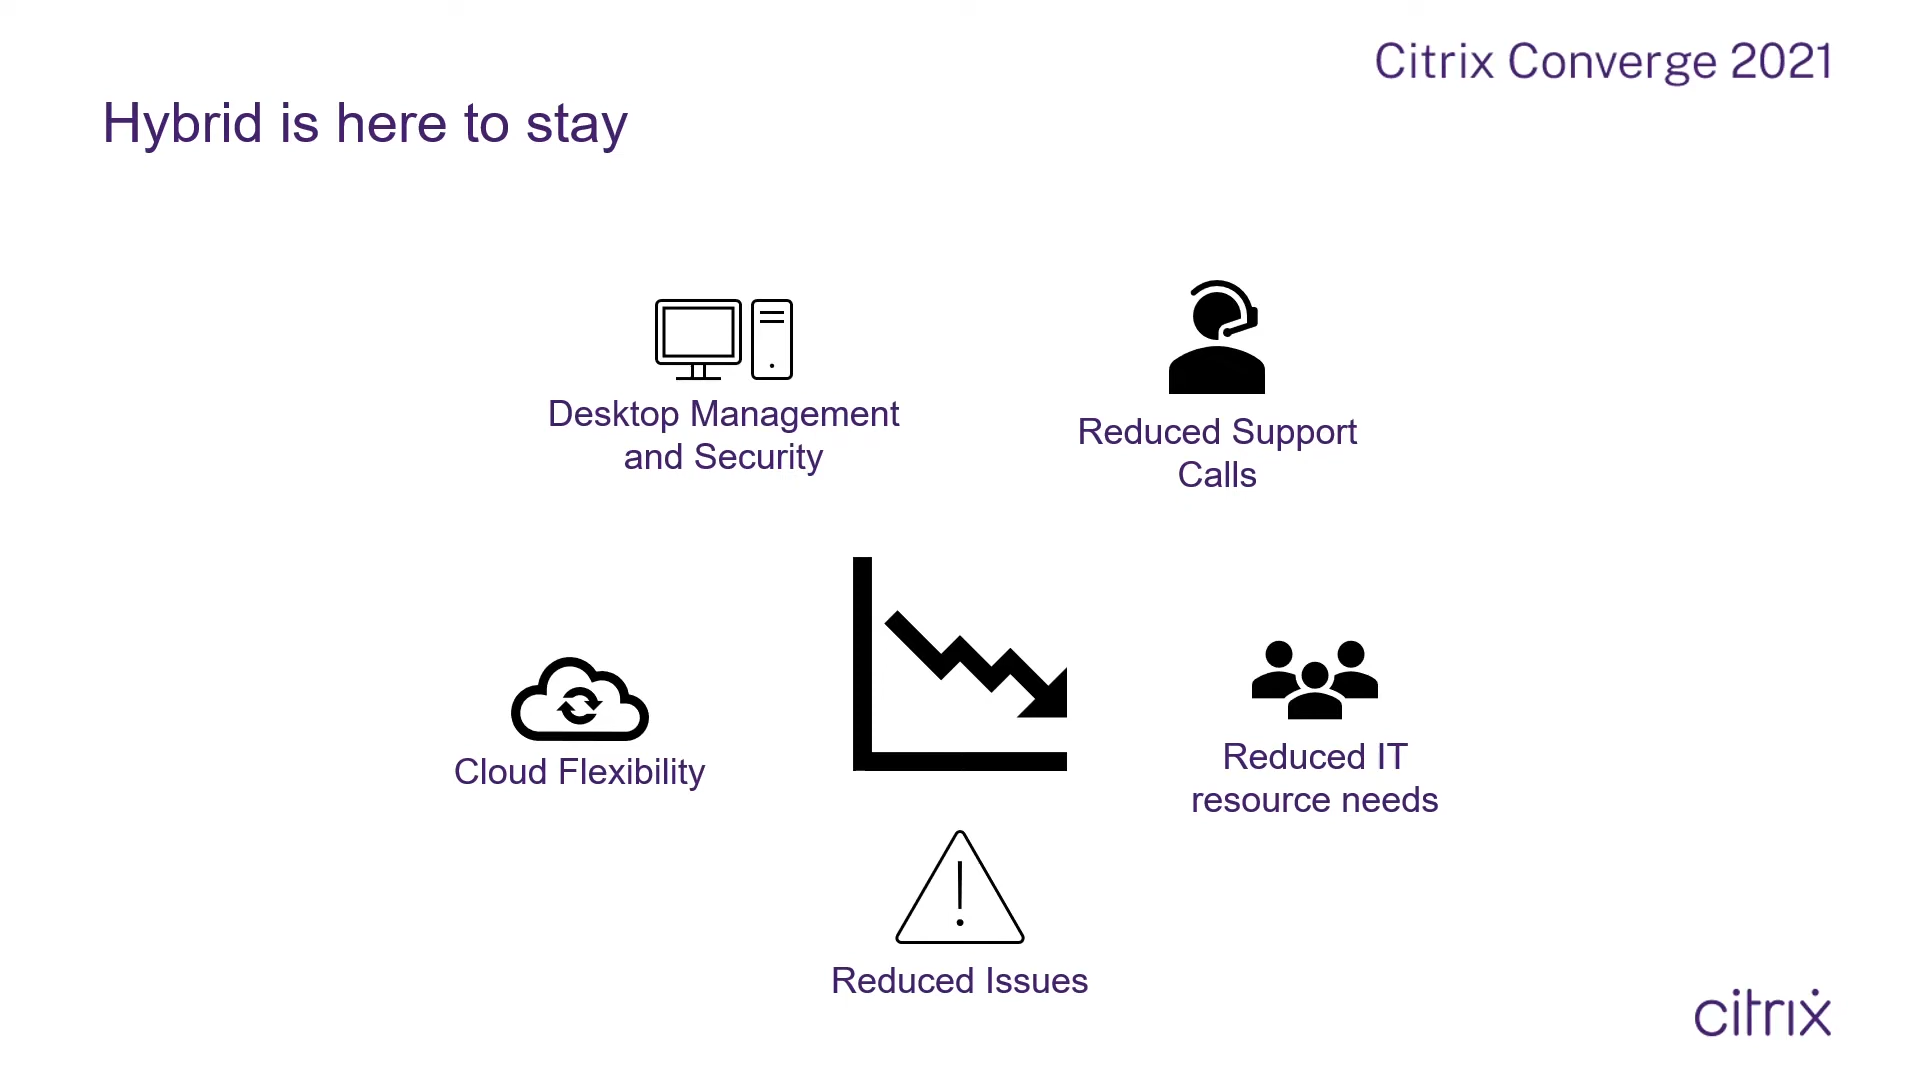 Citrix Converge 2021
Hybrid is here to stay
Desktop Management
and Security
Reduced Support
Calls
Cloud Flexibility
Reduced IT
resource needs
Reduced Issues
citrix